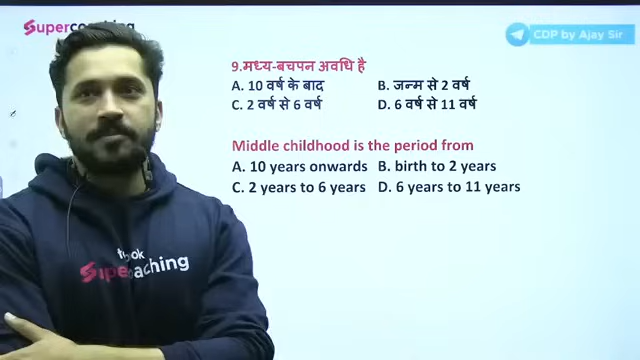 Supercoaching
CDP by Ajay Sir
9.मध्य-बचपन अवधि है
A. 10 वर्ष के बाद B. जन्म से 2 वर्ष
C. 2 वर्ष से 6 वर्ष D. 6 वर्ष से 11 वर्ष
Middle childhood is the period from
A. 10 years onwards B. birth to 2 years
C. 2 years to 6 years D. 6 years to 11 years